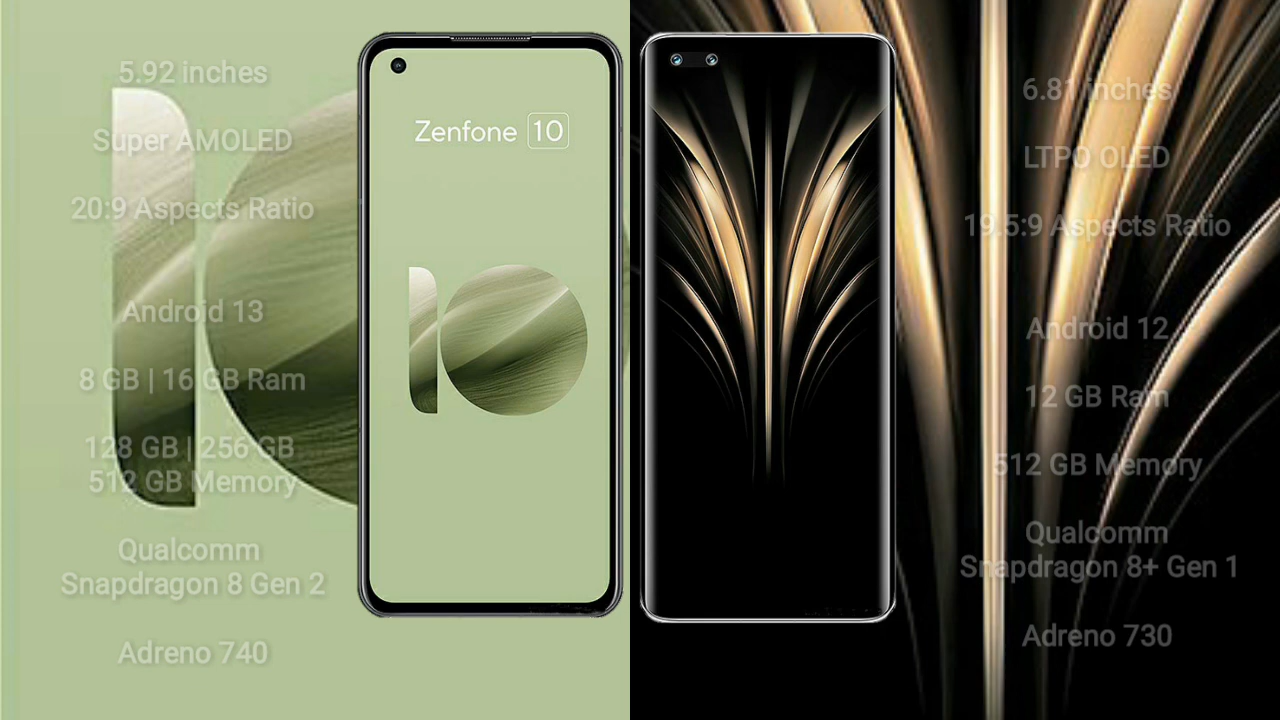 5.92 inches
Super AMOLED
20:9 Aspects Ratio
Android 13
8 GB | 16 GB Ram
128 GB | 256 GB
512 GB Memory
Qualcomm
Snapdragon 8 Gen 2
Adreno 740
Zenfone 10
6.81 inches
LTPO OLED
19.5:9 Aspects Ratio
Android 12
12 GB Ram
512 GB Memory
Qualcomm
Snapdragon 8+ Gen 1
Adreno 730